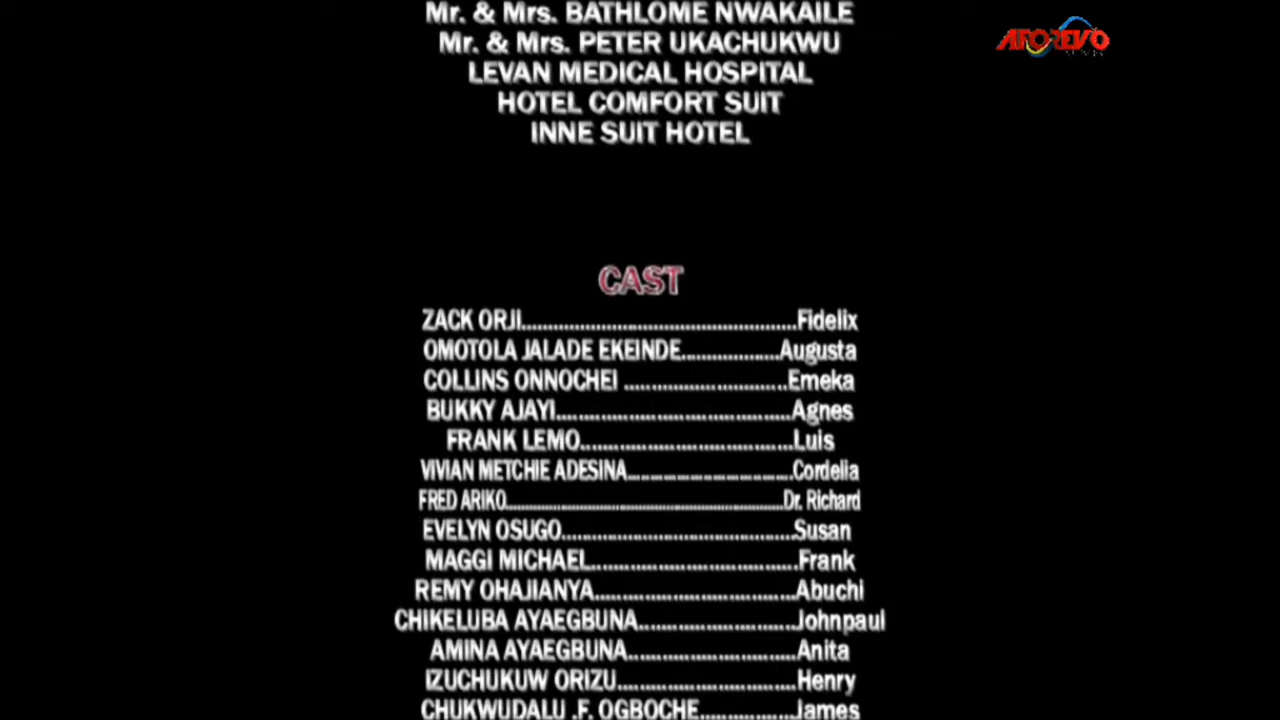 Mr. & Mrs. BATHLOME NWAKAILE
Mr. & Mrs. PETER UKACHUKWU
LEVAN MEDICAL HOSPITAL
HOTEL COMFORT SUIT
INNE SUIT HOTEL
AFOREVO
CAST
ZACK ORJI..................................................Fidelix
OMOTOLA JALADE EKEINDE..................Augusta
COLLINS ONNOCHEI ..............................Emeka
BUKKY AJAYI...........................................Agnes
FRANK LEMO.......................................Luis
VIVIAN METCHIE ADESINA......................................Cordelia
FRED ARIKO..................................................................Dr. Richard
EVELYN OSUGO..........................................Susan
MAGGI MICHAEL......................................Frank
REMY OHAJIANYA.....................................Abuchi
CHIKELUBA AYAEGBUNA.............................Johnpaul
AMINA AYAEGBUNA...............................Anita
IZUCHUKUW ORIZU.................................Henry
CHUKWUDALU .F. OGBOCHE.................James